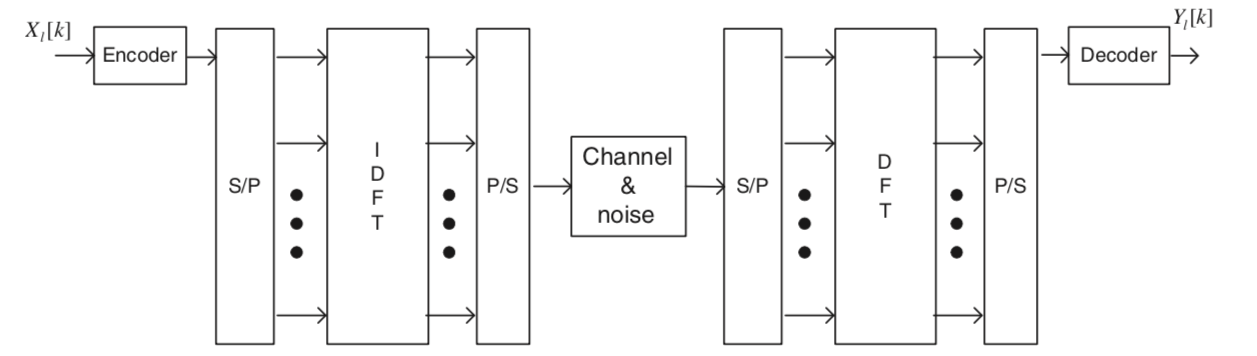 X_l[k]
Encoder
S/P
I
D
F
T
P/S
Channel
&
noise
S/P
D
F
T
P/S
Decoder
Y_l[k]